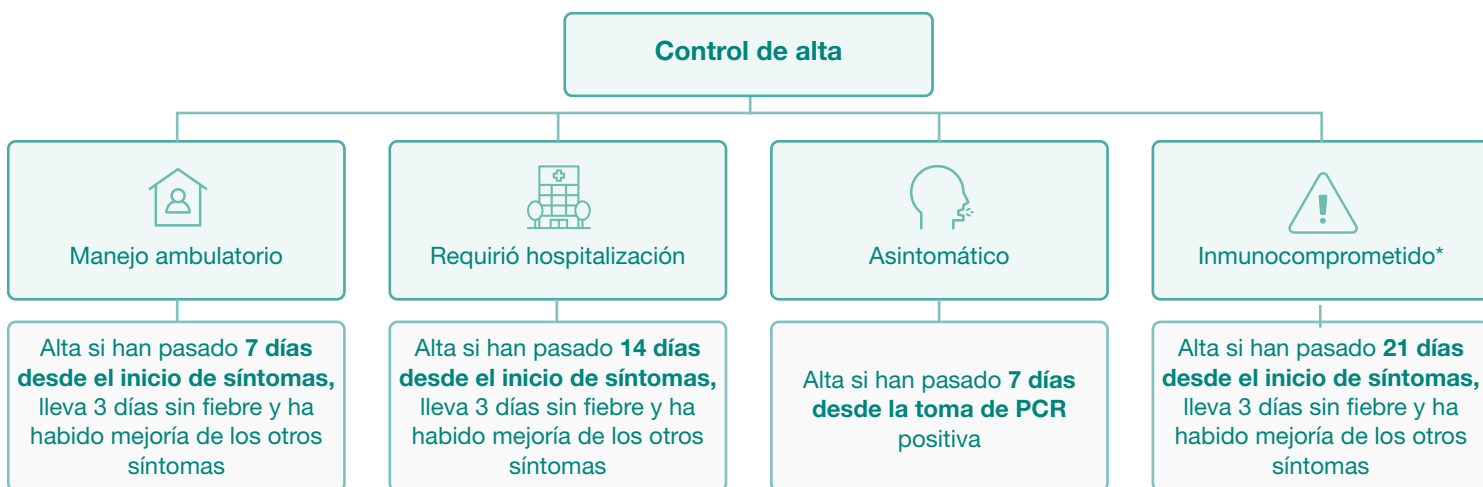 Control de alta
Manejo ambulatorio
Requirió hospitalización
Asintomático
Inmunocomprometido*
Alta si han pasado 7 días
desde el inicio de síntomas,
lleva 3 días sin fiebre y ha
habido mejoría de los otros
síntomas
Alta si han pasado 14 días
desde el inicio de síntomas,
lleva 3 días sin fiebre y ha
habido mejoría de los otros
síntomas
Alta si han pasado 7 días
desde la toma de PCR
positiva
Alta si han pasado 21 días
desde el inicio de síntomas,
lleva 3 días sin fiebre y ha
habido mejoría de los otros
síntomas